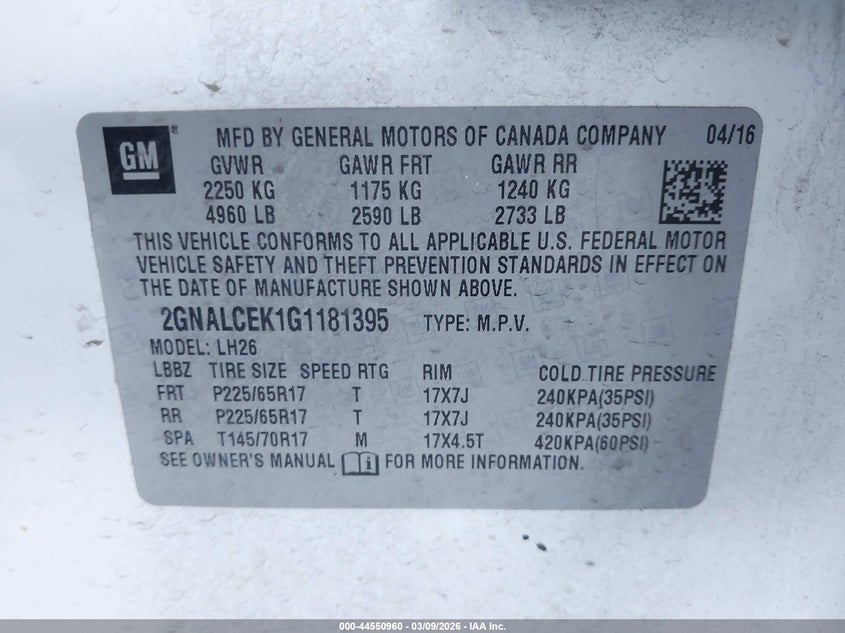 GM ® MFD BY GENERAL MOTORS OF CANADA COMPANY 04/16
GVWR GAWR FRT GAWR RR
2250 KG 1175 KG 1240 KG
4960 LB 2590 LB 2733 LB
THIS VEHICLE CONFORMS TO ALL APPLICABLE U.S. FEDERAL MOTOR
VEHICLE SAFETY AND THEFT PREVENTION STANDARDS IN EFFECT ON
THE DATE OF MANUFACTURE SHOWN ABOVE.
2GNALCEK1G1181395 TYPE: M.P.V.
MODEL: LH26
LBBZ TIRE SIZE SPEED RTG RIM COLD TIRE PRESSURE
FRT P225/65R17 T 17X7J 240KPA(35PSI)
RR P225/65R17 T 17X7J 240KPA(35PSI)
SPA T145/70R17 M 17X4.5T 420KPA(60PSI)
SEE OWNER'S MANUAL i FOR MORE INFORMATION.
000-44550960 - 03/09/2026 - IAA Inc.